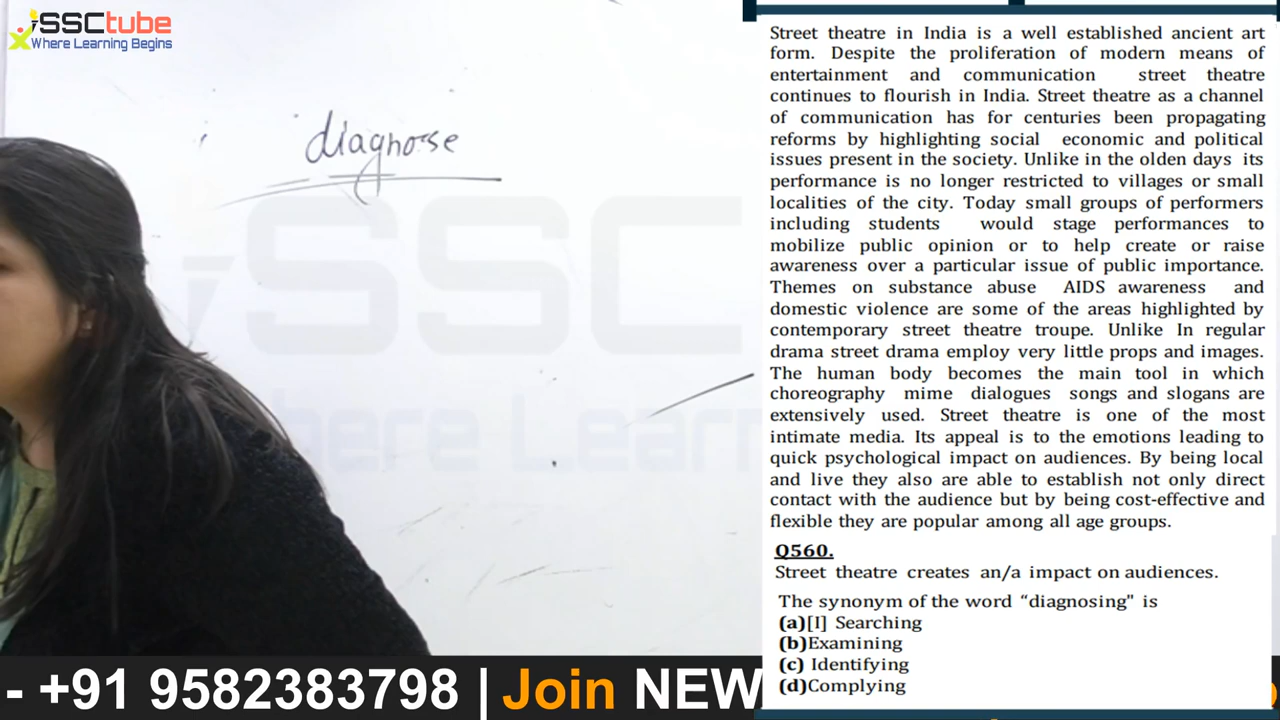 SSCtube
Where Learning Begins
diagnose
SSC
here Lear
Street theatre in India is a well established ancient art
form. Despite the proliferation of modern means of
entertainment and communication street theatre
continues to flourish in India. Street theatre as a channel
of communication has for centuries been propagating
reforms by highlighting social economic and political
issues present in the society. Unlike in the olden days its
performance is no longer restricted to villages or small
localities of the city. Today small groups of performers
including students would stage performances to
mobilize public opinion or to help create or raise
awareness over a particular issue of public importance.
Themes on substance abuse AIDS awareness and
domestic violence are some of the areas highlighted by
contemporary street theatre troupe. Unlike In regular
drama street drama employ very little props and images.
The human body becomes the main tool in which
choreography mime dialogues songs and slogans are
extensively used. Street theatre is one of the most
intimate media. Its appeal is to the emotions leading to
quick psychological impact on audiences. By being local
and live they also are able to establish not only direct
contact with the audience but by being cost-effective and
flexible they are popular among all age groups.
Q560.
Street theatre creates an/a impact on audiences.
The synonym of the word “diagnosing" is
(a)[I] Searching
(b)Examining
(c) Identifying
(d)Complying
- +91 9582383798 | Join NEW